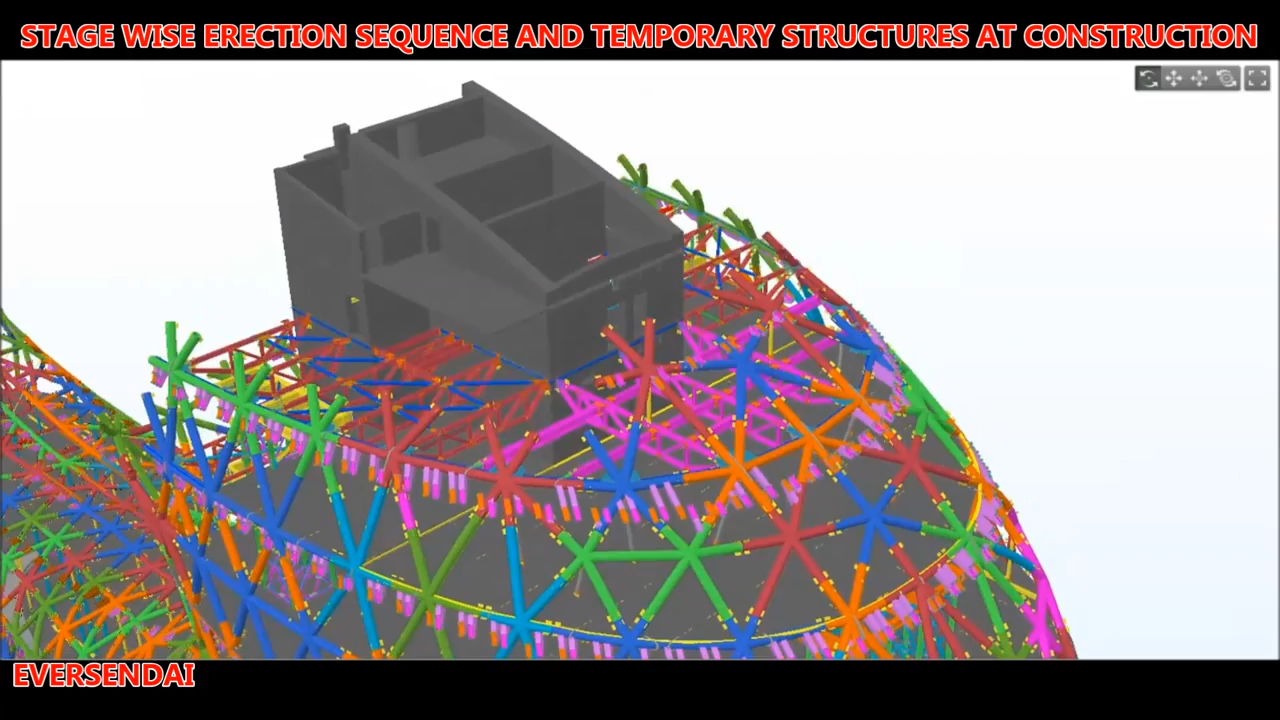 STAGE WISE ERECTION SEQUENCE AND TEMPORARY STRUCTURES AT CONSTRUCTION
EVERSENDAI